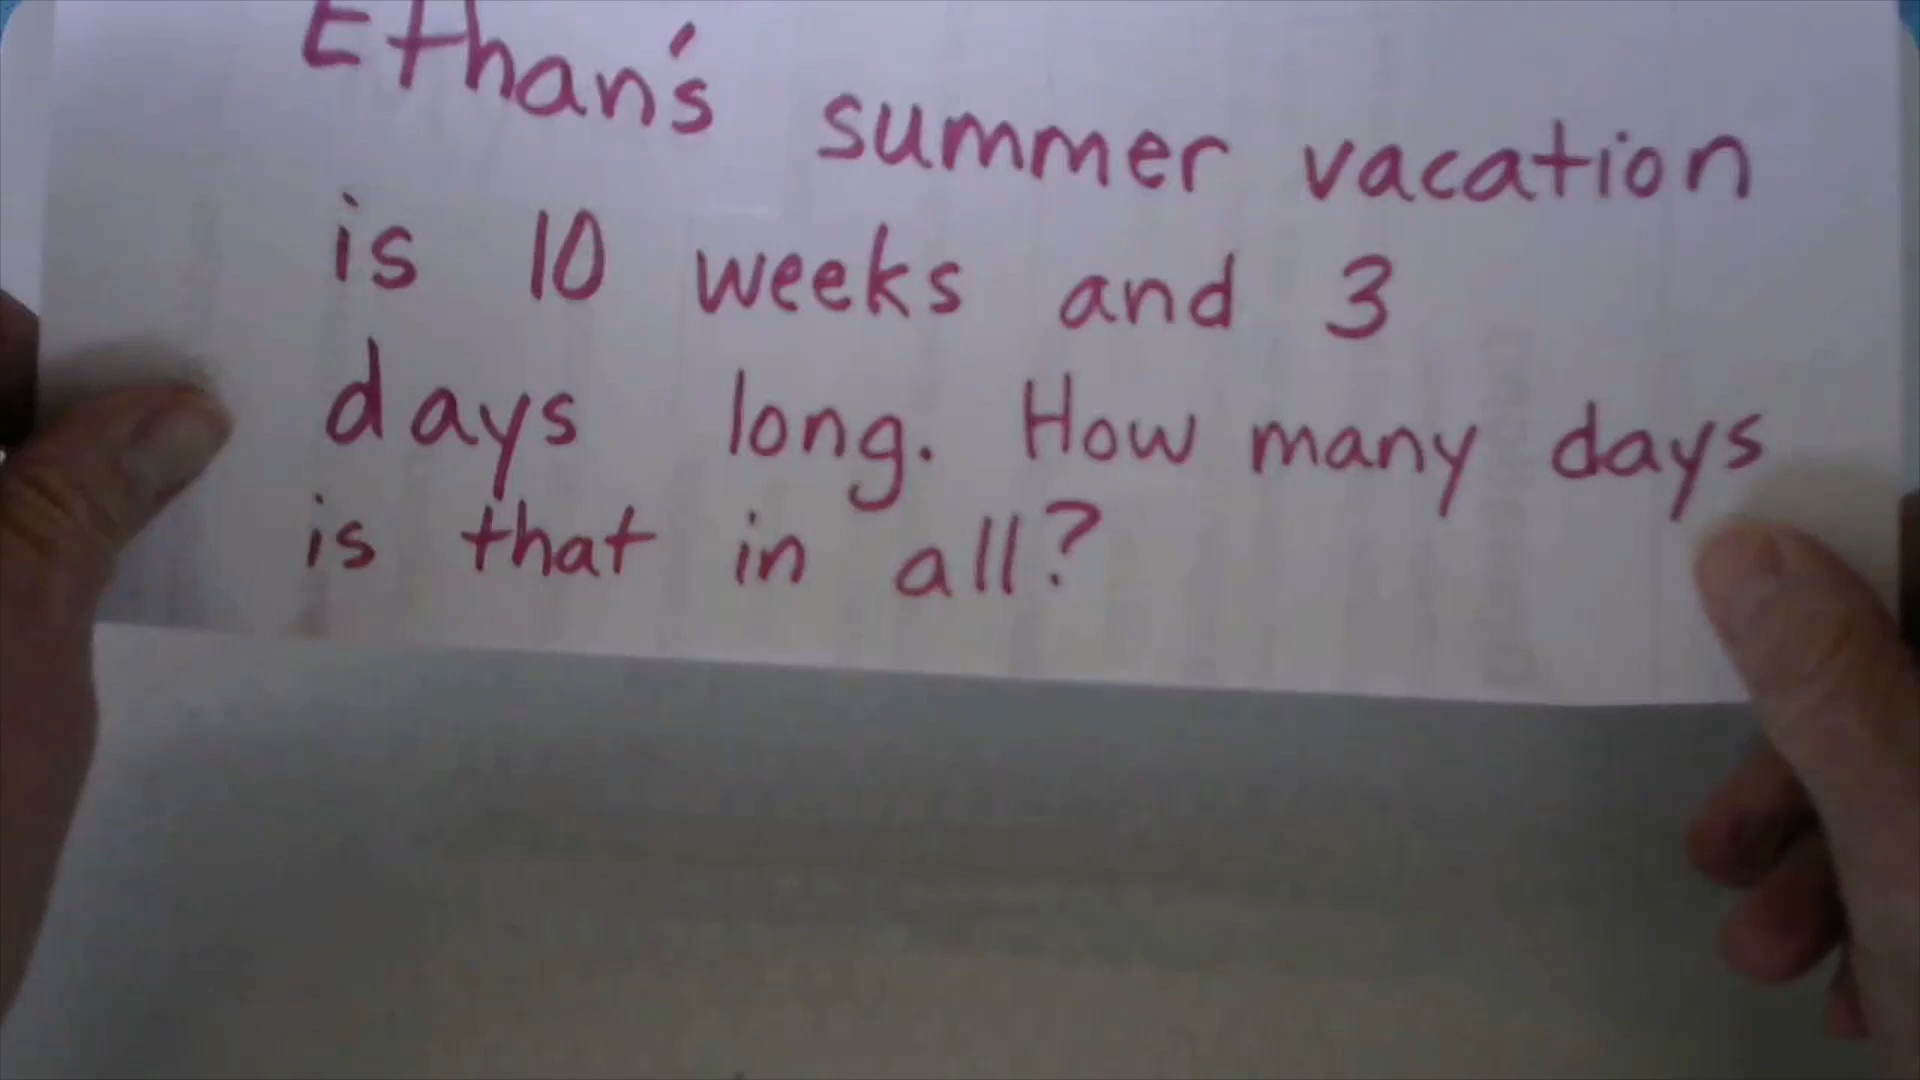 Ethan's summer vacation
is 10 weeks and 3
days long. How many days
is that in all?